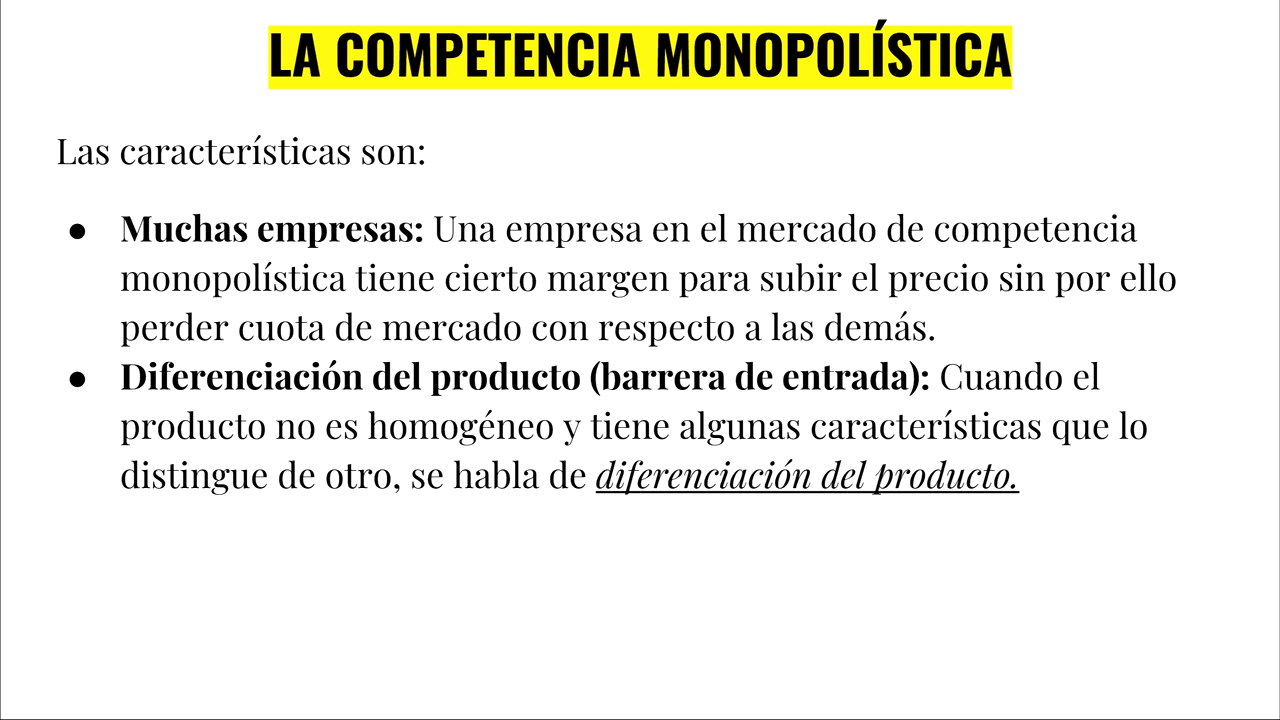 LA COMPETENCIA MONOPOLÍSTICA
Las características son:
● Muchas empresas: Una empresa en el mercado de competencia
monopolística tiene cierto margen para subir el precio sin por ello
perder cuota de mercado con respecto a las demás.
● Diferenciación del producto (barrera de entrada): Cuando el
producto no es homogéneo y tiene algunas características que lo
distingue de otro, se habla de diferenciación del producto.